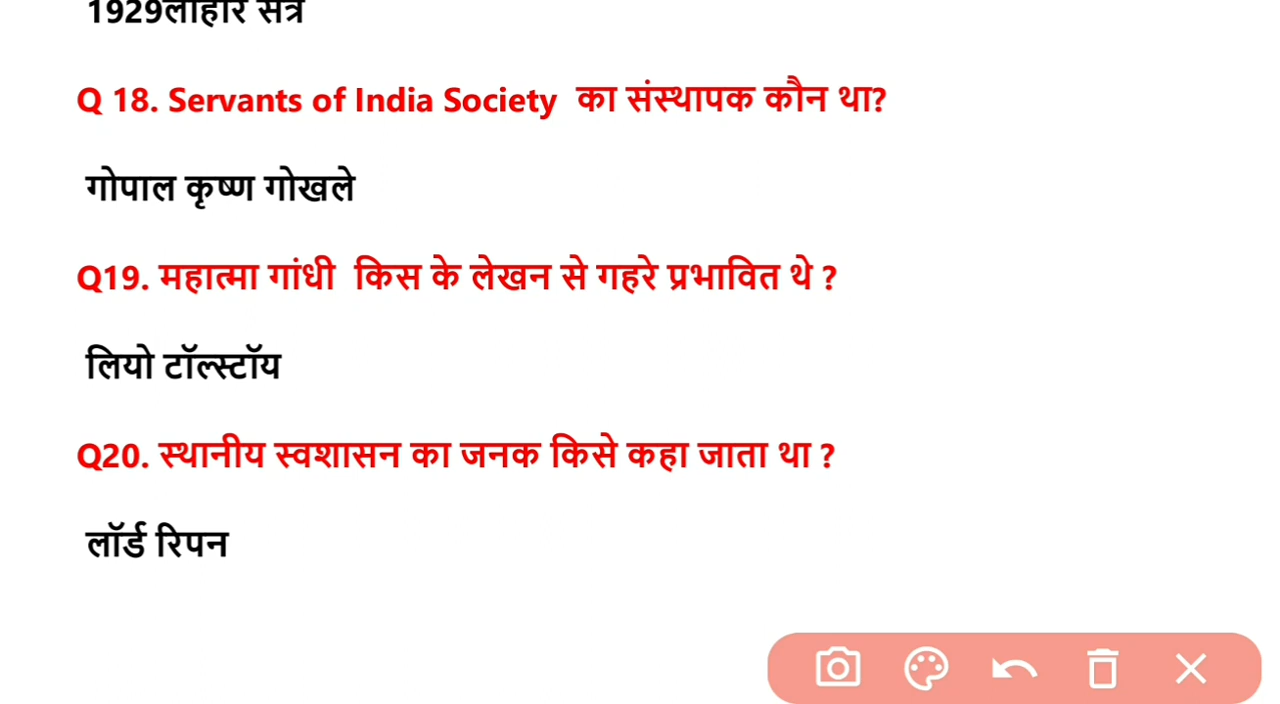 1929लाहौर सत्र
Q 18. Servants of India Society का संस्थापक कौन था?
गोपाल कृष्ण गोखले
Q19. महात्मा गांधी किस के लेखन से गहरे प्रभावित थे ?
लियो टॉल्स्टॉय
Q20. स्थानीय स्वशासन का जनक किसे कहा जाता था ?
लॉर्ड रिपन